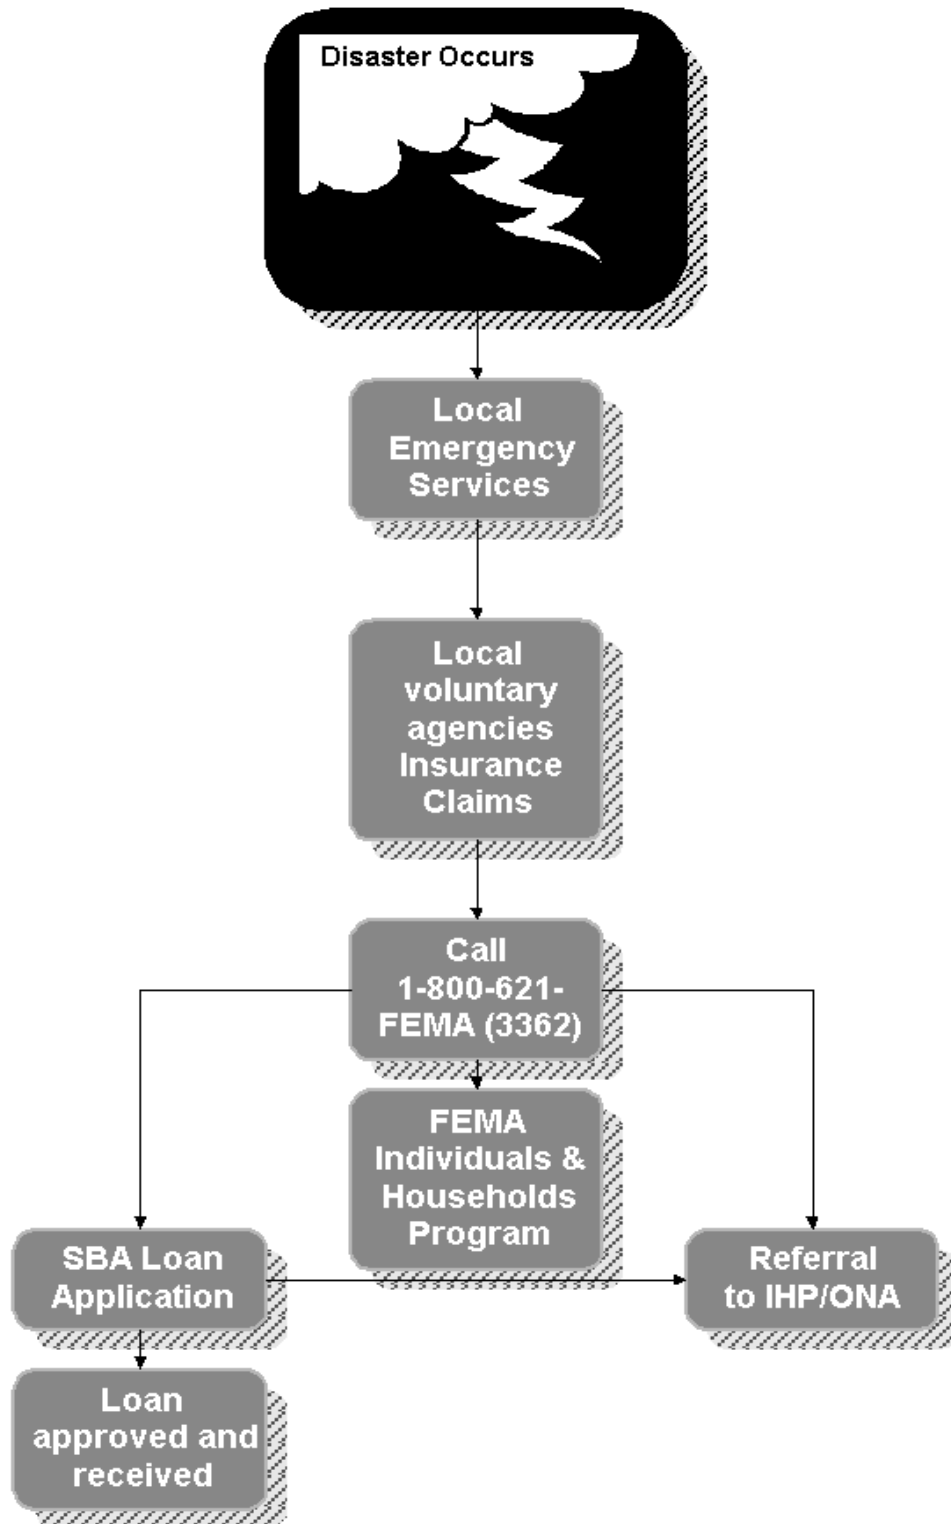 Disaster Occurs
Local
Emergency
Services
Local
voluntary
agencies
Insurance
Claims
Call
1-800-621-
FEMA (3362)
FEMA
Individuals &
Households
Program
SBA Loan
Application
Referral
to IHP/ONA
Loan
approved and
received